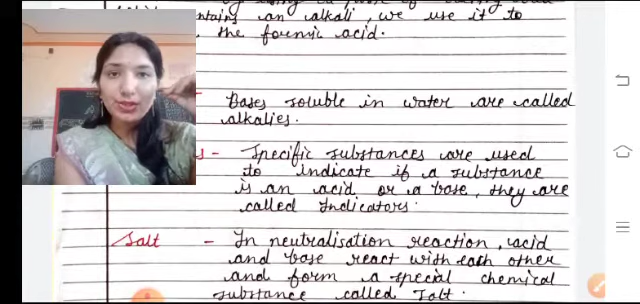 ntains an alkali, we use it to
the formic acid.
Bases soluble in water are called
alkalies.
s - Specific substances are used
to indicate if a substance
is an acid or a base, they are
called Indicators.
Salt - In neutralisation reaction, acid
and base react with each other
and form a special chemical
substance called Salt.